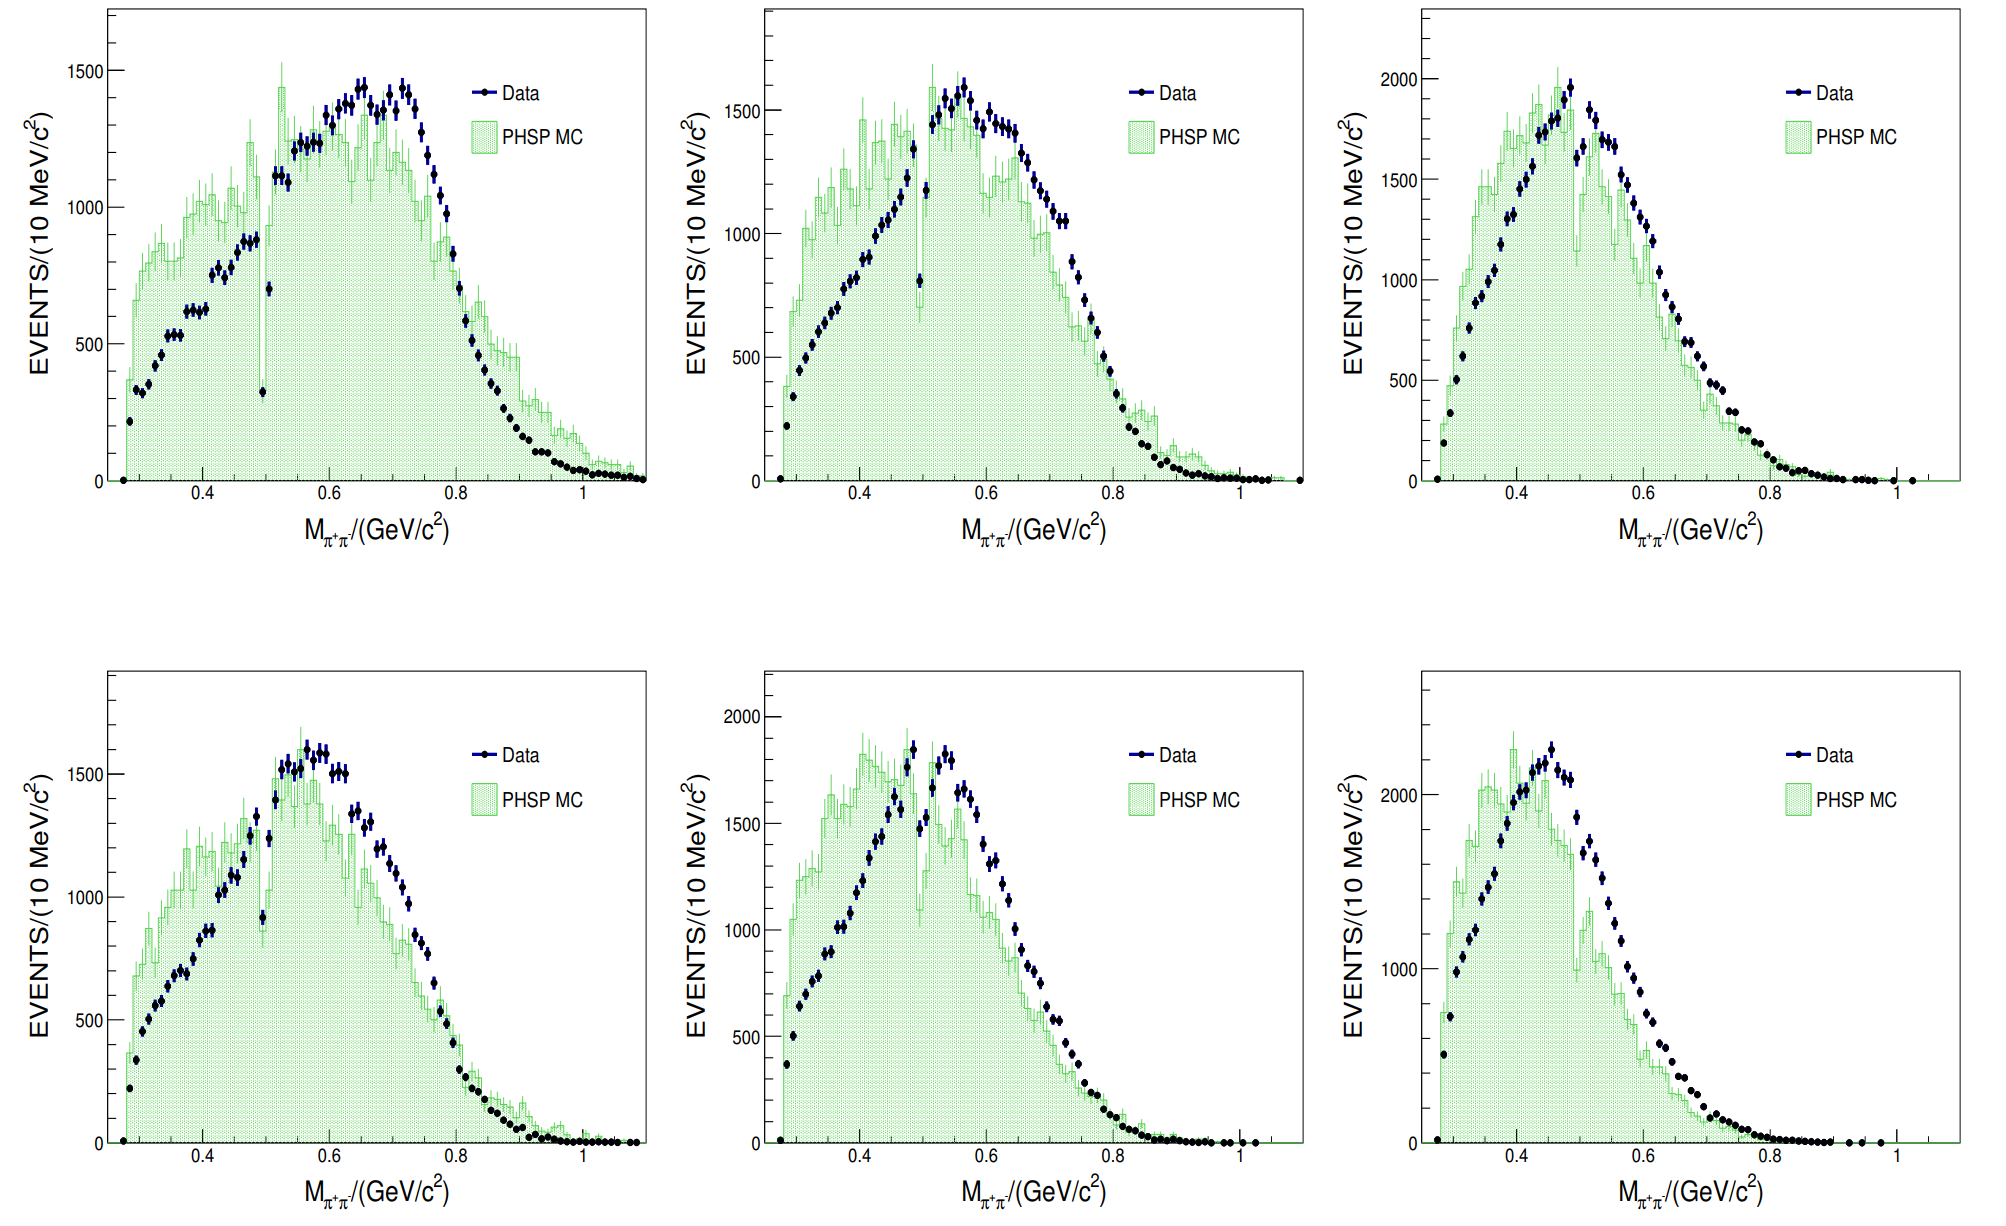 EVENTS/(10 MeV/c²)
1500
1000
500
0
Data
PHSP MC
0.4 0.6 0.8 1
M_π⁺π⁻/(GeV/c²)
EVENTS/(10 MeV/c²)
1500
1000
500
0
Data
PHSP MC
0.4 0.6 0.8 1
M_π⁺π⁻/(GeV/c²)
EVENTS/(10 MeV/c²)
2000
1500
1000
500
0
Data
PHSP MC
0.4 0.6 0.8 1
M_π⁺π⁻/(GeV/c²)
EVENTS/(10 MeV/c²)
1500
1000
500
0
Data
PHSP MC
0.4 0.6 0.8 1
M_π⁺π⁻/(GeV/c²)
EVENTS/(10 MeV/c²)
2000
1500
1000
500
0
Data
PHSP MC
0.4 0.6 0.8 1
M_π⁺π⁻/(GeV/c²)
EVENTS/(10 MeV/c²)
2000
1000
0
Data
PHSP MC
0.4 0.6 0.8 1
M_π⁺π⁻/(GeV/c²)